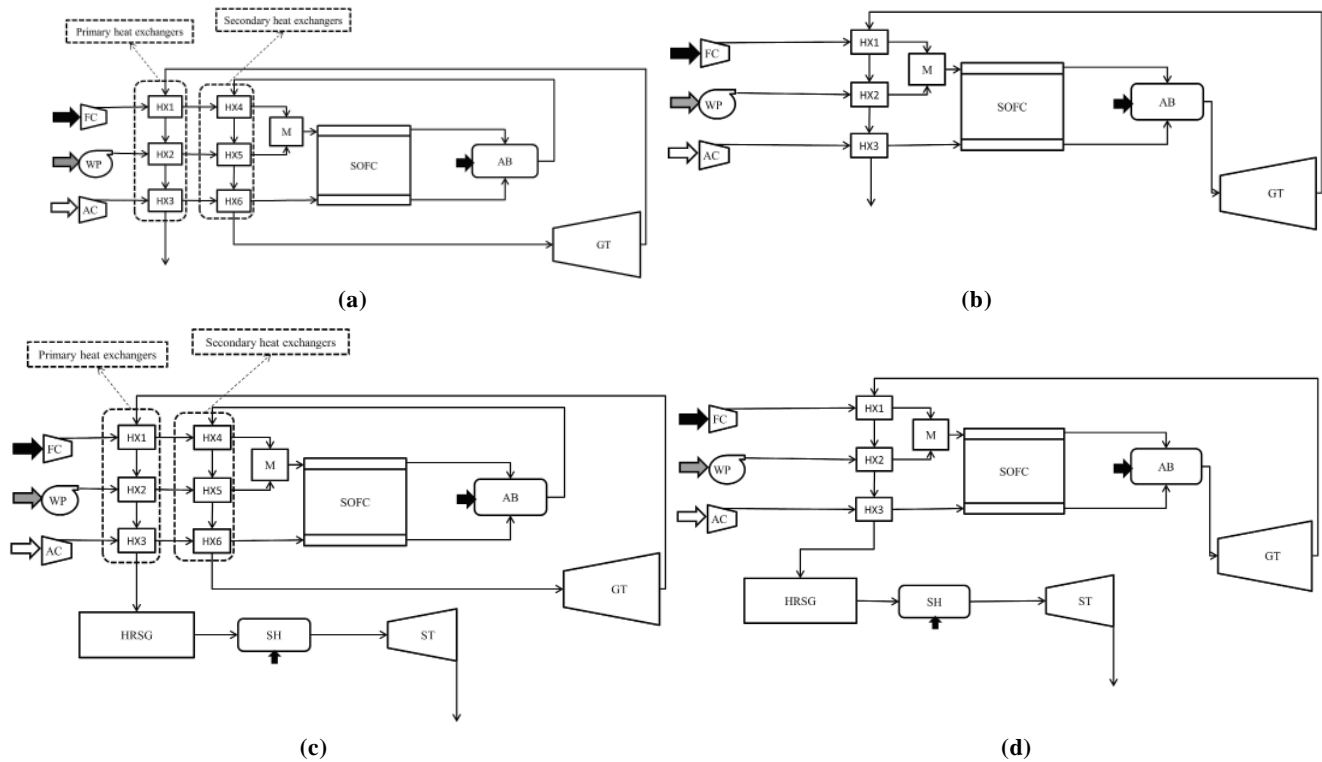 Primary heat exchangers
Secondary heat exchangers
FC
HX1
HX4
M
WP
HX2
HX5
SOFC
AB
AC
HX3
HX6
GT
(a)
FC
HX1
M
WP
HX2
SOFC
AB
AC
HX3
GT
(b)
Primary heat exchangers
Secondary heat exchangers
FC
HX1
HX4
M
WP
HX2
HX5
SOFC
AB
AC
HX3
HX6
GT
HRSG
SH
ST
(c)
FC
HX1
M
WP
HX2
SOFC
AB
AC
HX3
GT
HRSG
SH
ST
(d)